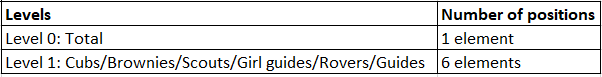 Levels Number of positions
Level 0: Total 1 element
Level 1: Cubs/Brownies/Scouts/Girl guides/Rovers/Guides 6 elements